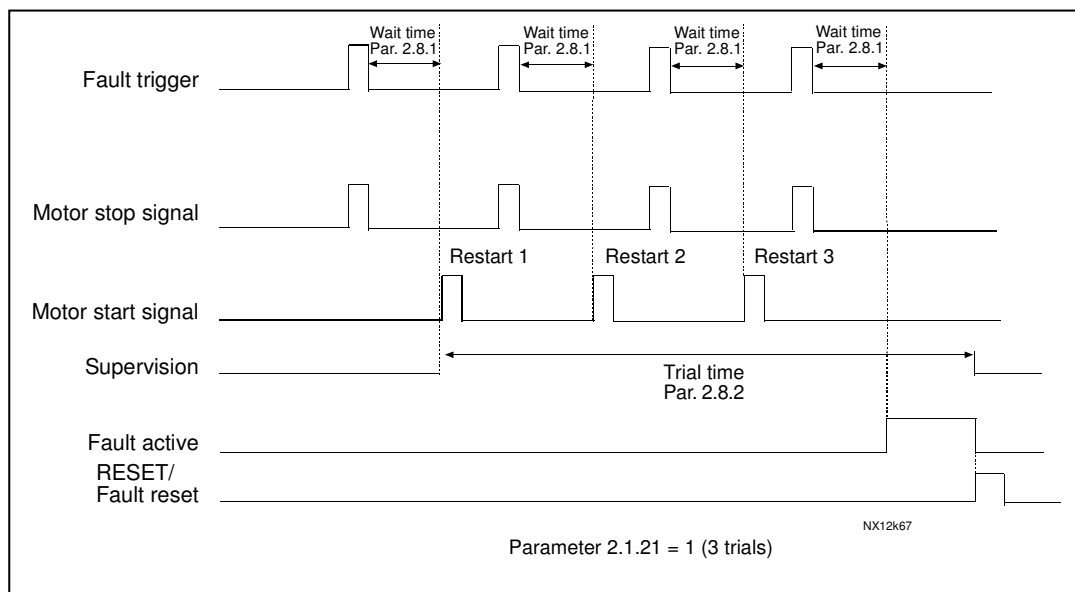 Wait time Wait time Wait time Wait time
Par. 2.8.1 Par. 2.8.1 Par. 2.8.1 Par. 2.8.1
Fault trigger
Motor stop signal
Restart 1 Restart 2 Restart 3
Motor start signal
Supervision
Trial time
Par. 2.8.2
Fault active
RESET/
Fault reset
NX12k67
Parameter 2.1.21 = 1 (3 trials)